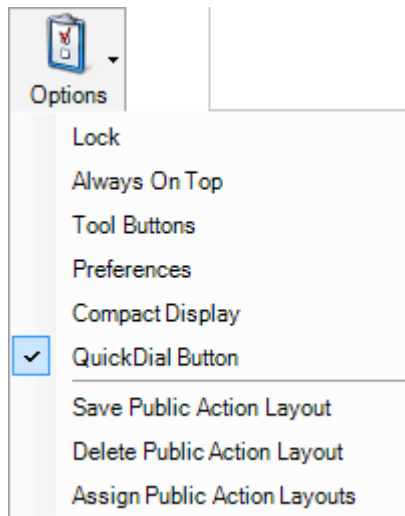 Options
Lock
Always On Top
Tool Buttons
Preferences
Compact Display
QuickDial Button
Save Public Action Layout
Delete Public Action Layout
Assign Public Action Layouts